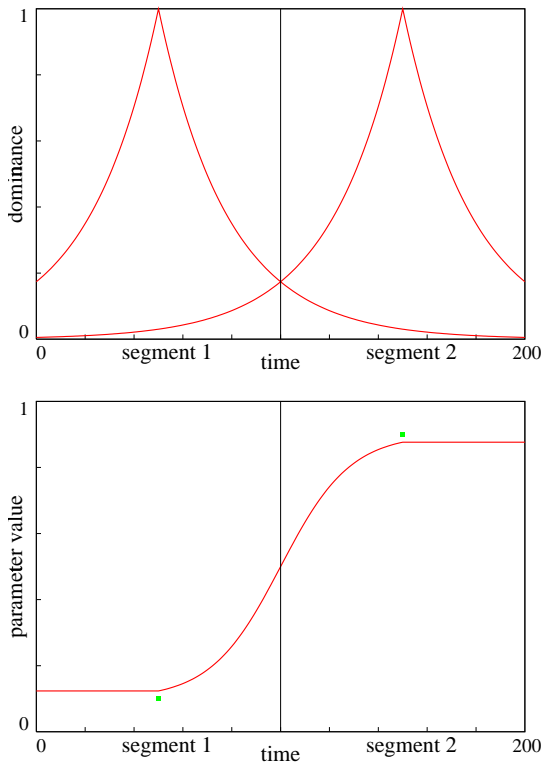 1
dominance
0
0
segment 1
time
segment 2
200
1
parameter value
0
0
segment 1
time
segment 2
200